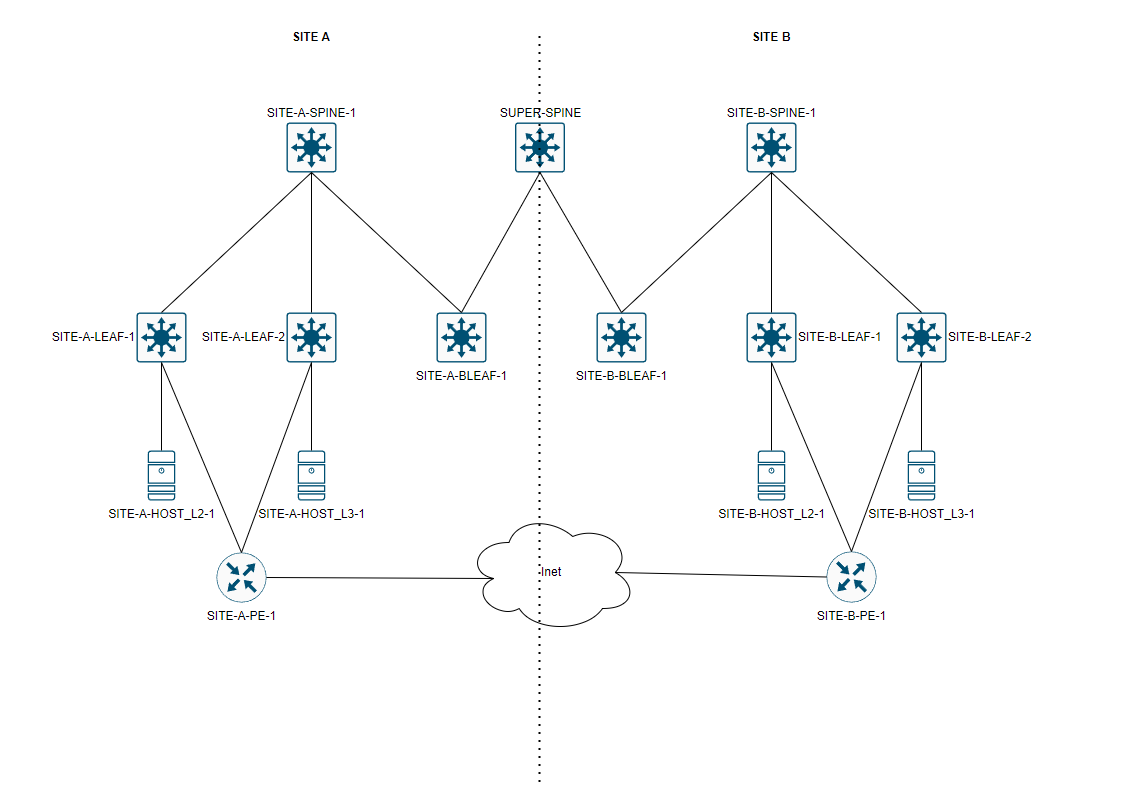 SITE A
SITE B
SITE-A-SPINE-1
SUPER-SPINE
SITE-B-SPINE-1
SITE-A-LEAF-1
SITE-A-LEAF-2
SITE-B-LEAF-1
SITE-B-LEAF-2
SITE-A-BLEAF-1
SITE-B-BLEAF-1
SITE-A-HOST_L2-1
SITE-A-HOST_L3-1
SITE-B-HOST_L2-1
SITE-B-HOST_L3-1
Inet
SITE-A-PE-1
SITE-B-PE-1